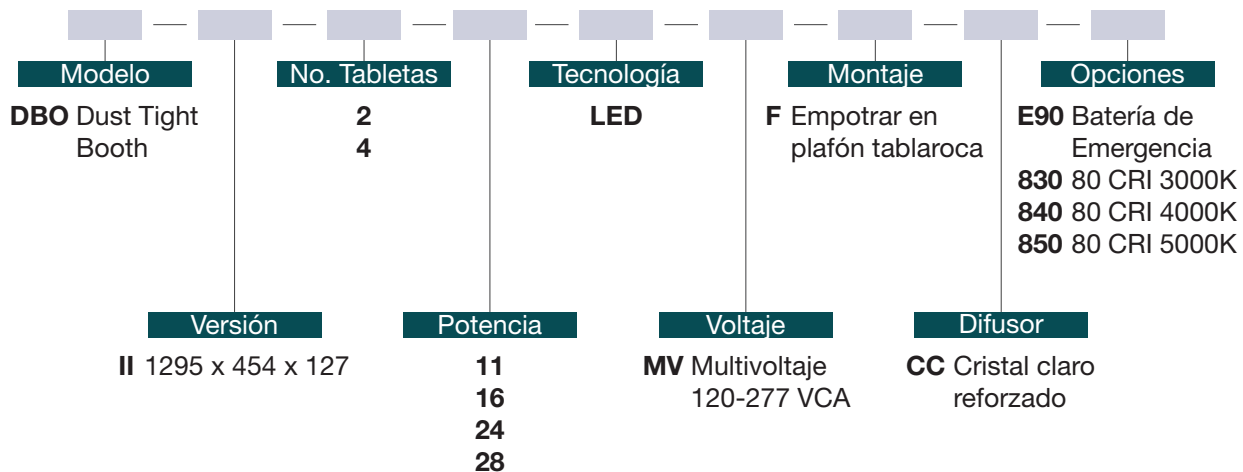 Modelo
DBO Dust Tight
Booth
No. Tabletas
2
4
Tecnología
LED
Montaje
F Empotrar en
plafón tablaroca
Opciones
E90 Batería de
Emergencia
830 80 CRI 3000K
840 80 CRI 4000K
850 80 CRI 5000K
Versión
II 1295 x 454 x 127
Potencia
11
16
24
28
Voltaje
MV Multivoltaje
120-277 VCA
Difusor
CC Cristal claro
reforzado